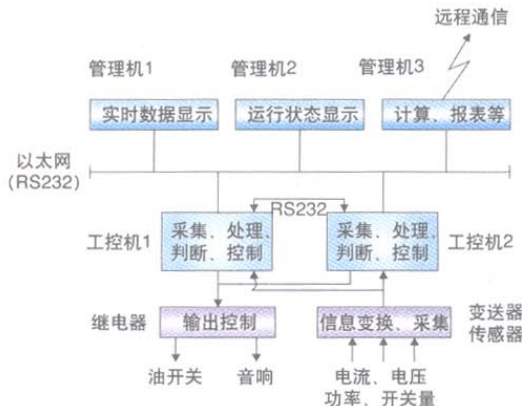 远程通信
管理机1
管理机2
管理机3
实时数据显示
运行状态显示
计算、报表等
以太网
(RS232)
RS232
工控机1
采集、处理、
判断、控制
采集、处理、
判断、控制
工控机2
继电器
输出控制
信息变换、采集
变送器
传感器
油开关
音响
电流、电压
功率、开关量